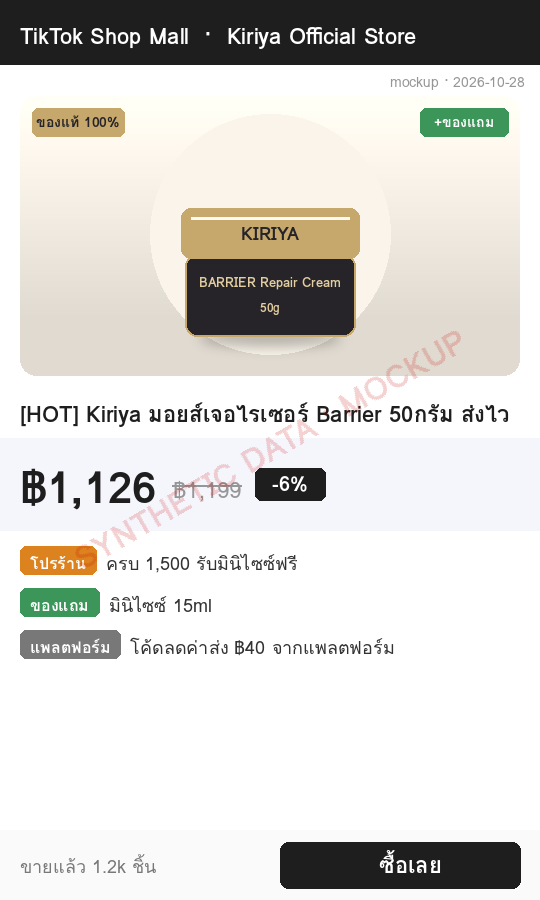 TikTok Shop Mall · Kiriya Official Store
mockup · 2026-10-28
ของแท้ 100%
+ของแถม
KIRIYA
BARRIER Repair Cream
50g
[HOT] Kiriya มอยส์เจอไรเซอร์ Barrier 50กรัม ส่งไว
฿1,126 ฿1,199 -6%
SYNTHETIC DATA · MOCKUP
โปรร้าน ครบ 1,500 รับมินิไซซ์ฟรี
ของแถม มินิไซซ์ 15ml
แพลตฟอร์ม โค้ดลดค่าส่ง ฿40 จากแพลตฟอร์ม
ขายแล้ว 1.2k ชิ้น
ซื้อเลย